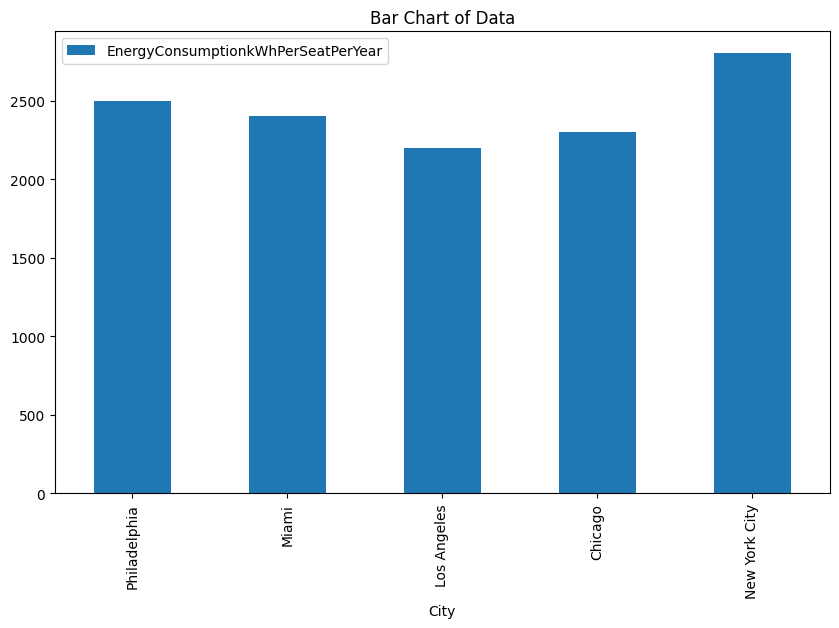 Bar Chart of Data
EnergyConsumptionkWhPerSeatPerYear
2500
2000
1500
1000
500
0
Philadelphia
Miami
Los Angeles
Chicago
New York City
City